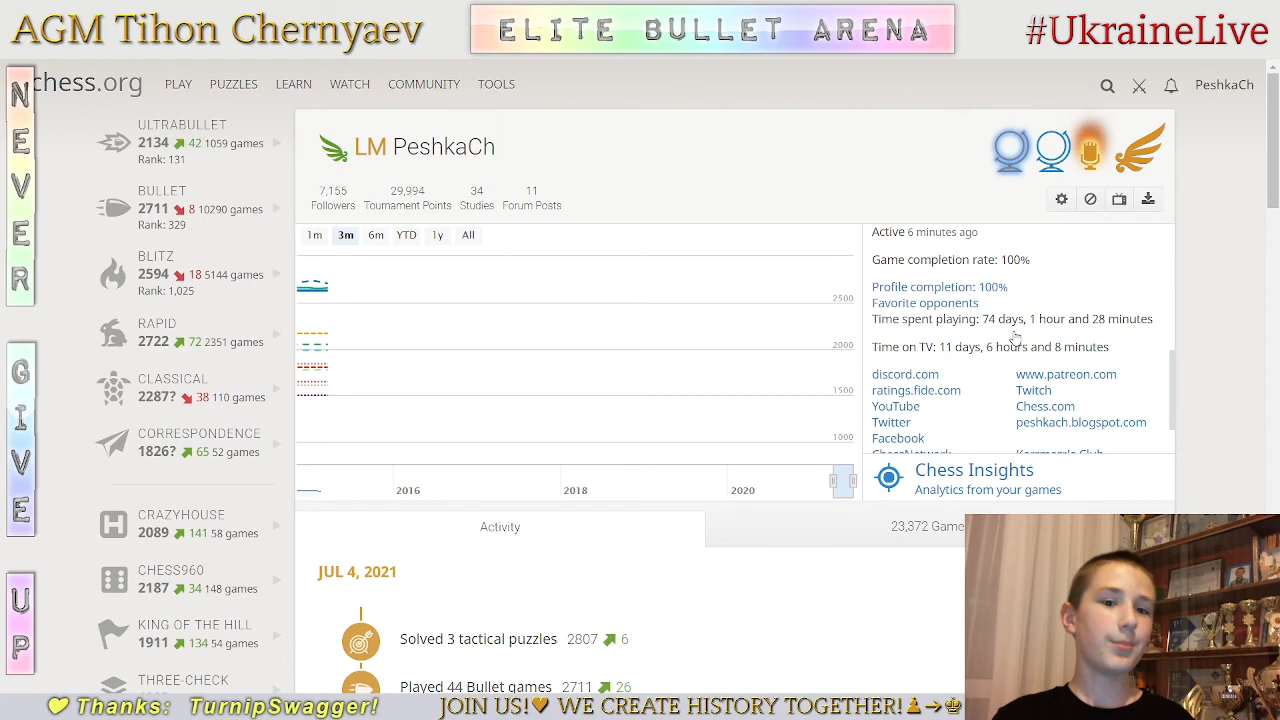 AGM Tihon Chernyaev
ELITE BULLET ARENA
#UkraineLive
NEVER
GIVE
UP
chess.org
PLAY PUZZLES LEARN WATCH COMMUNITY TOOLS
PeshkaCh
ULTRABULLET
2134 42 1059 games
Rank: 131
BULLET
2711 8 10290 games
Rank: 329
BLITZ
2594 18 5144 games
Rank: 1,025
RAPID
2722 72 2351 games
CLASSICAL
2287? 38 110 games
CORRESPONDENCE
1826? 65 52 games
CRAZYHOUSE
2089 141 58 games
CHESS960
2187 34 148 games
KING OF THE HILL
1911 134 54 games
THREE-CHECK
LM PeshkaCh
7,155 29,994 34 11
Followers Tournament Points Studies Forum Posts
1m 3m 6m YTD 1y All
2500
2000
1500
1000
2016 2018 2020
Active 6 minutes ago
Game completion rate: 100%
Profile completion: 100%
Favorite opponents
Time spent playing: 74 days, 1 hour and 28 minutes
Time on TV: 11 days, 6 hours and 8 minutes
discord.com www.patreon.com
ratings.fide.com Twitch
YouTube Chess.com
Twitter peshkach.blogspot.com
Facebook
Chess Insights
Analytics from your games
Activity 23,372 Game
JUL 4, 2021
Solved 3 tactical puzzles 2807 6
Played 44 Bullet games 2711 26
Thanks: TurnipSwagger!
JOIN US! WE CREATE HISTORY TOGETHER!